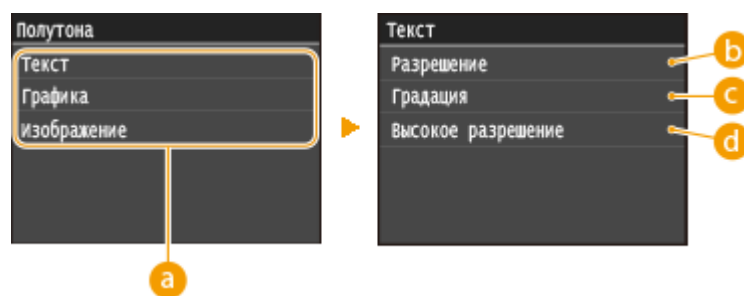 Полутона
Текст
Графика
Изображение
a
Текст
Разрешение
b
Градация
c
Высокое разрешение
d